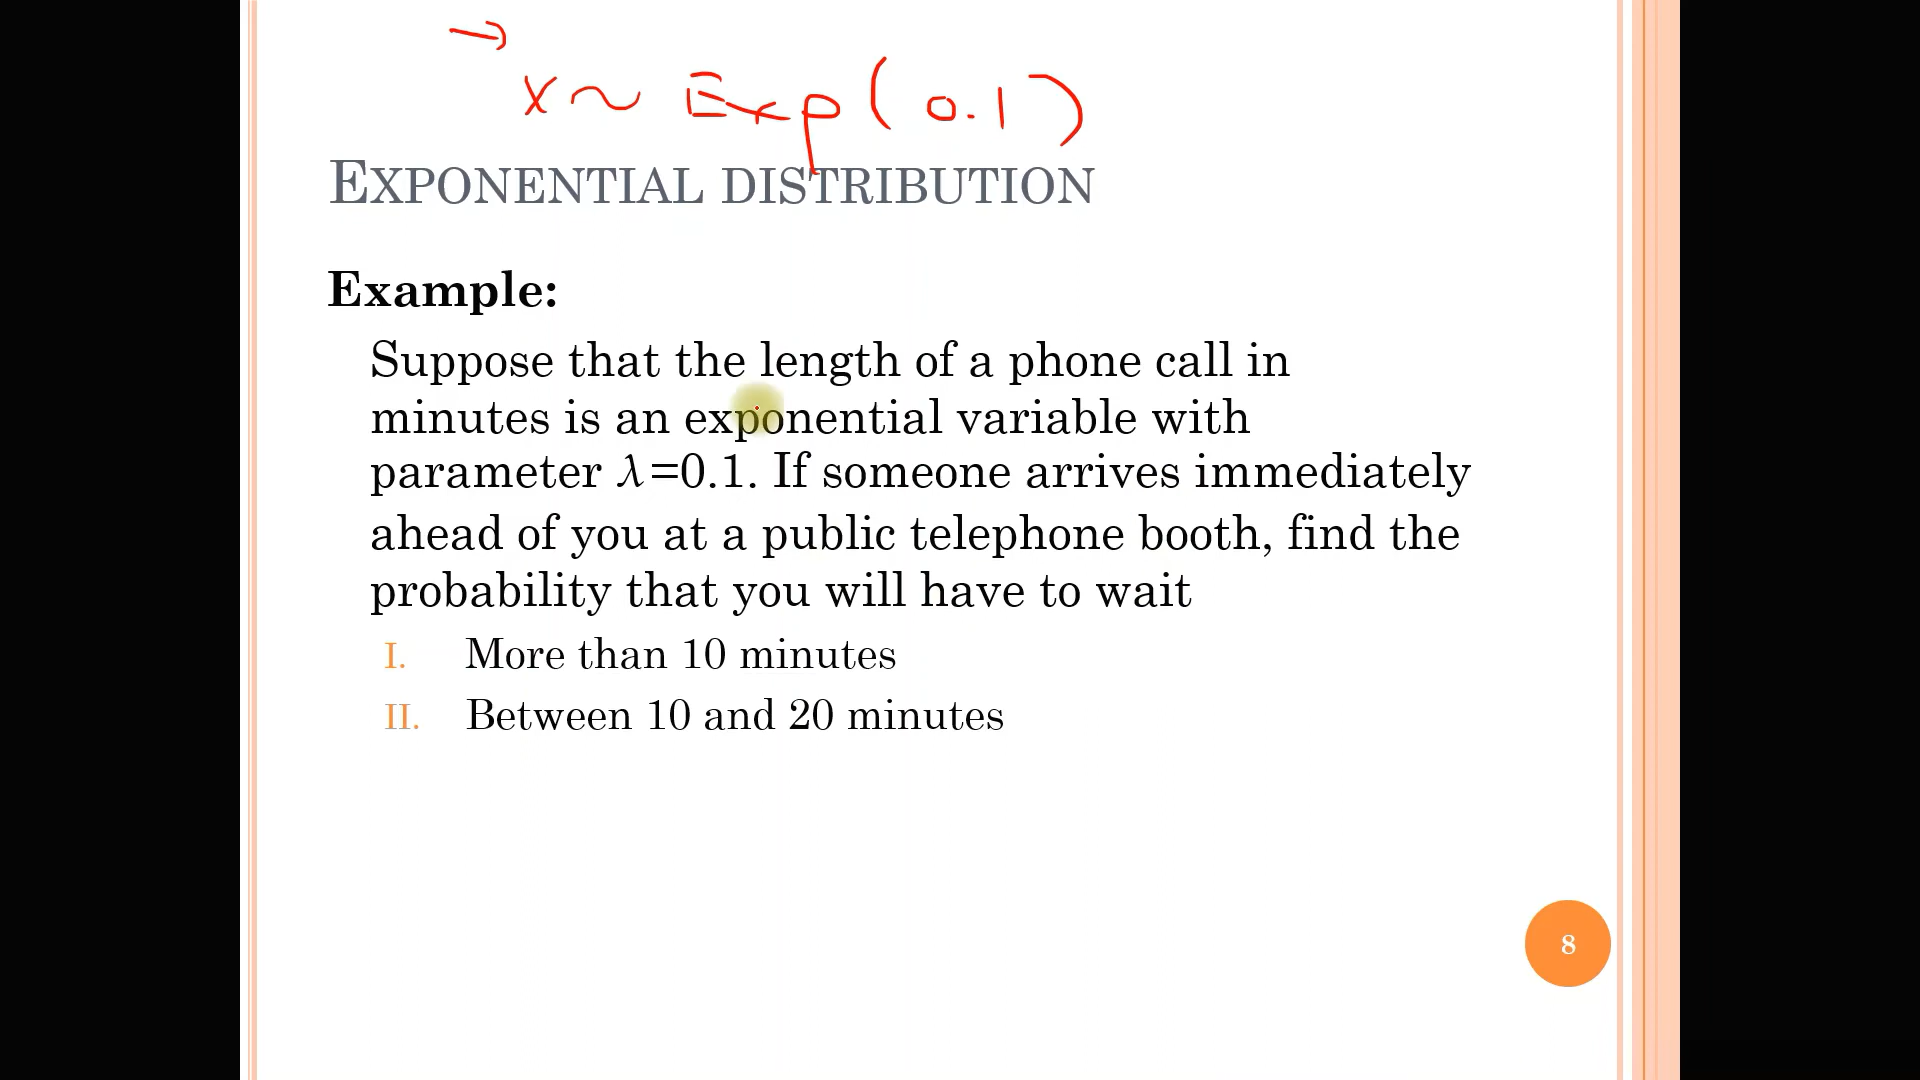 x ~ Exp(0.1)
EXPONENTIAL DISTRIBUTION
Example:
Suppose that the length of a phone call in
minutes is an exponential variable with
parameter λ=0.1. If someone arrives immediately
ahead of you at a public telephone booth, find the
probability that you will have to wait
I. More than 10 minutes
II. Between 10 and 20 minutes
8